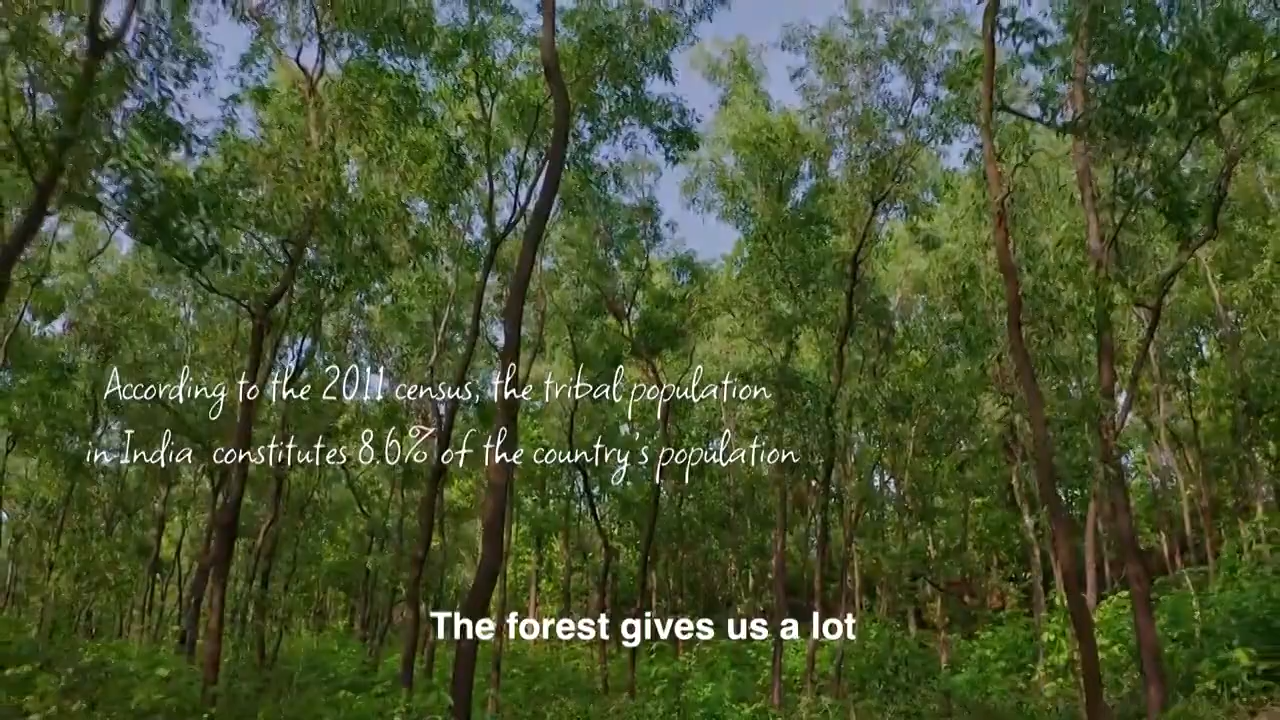 According to the 2011 census, the tribal population
in India constitutes 8.6% of the country's population
The forest gives us a lot